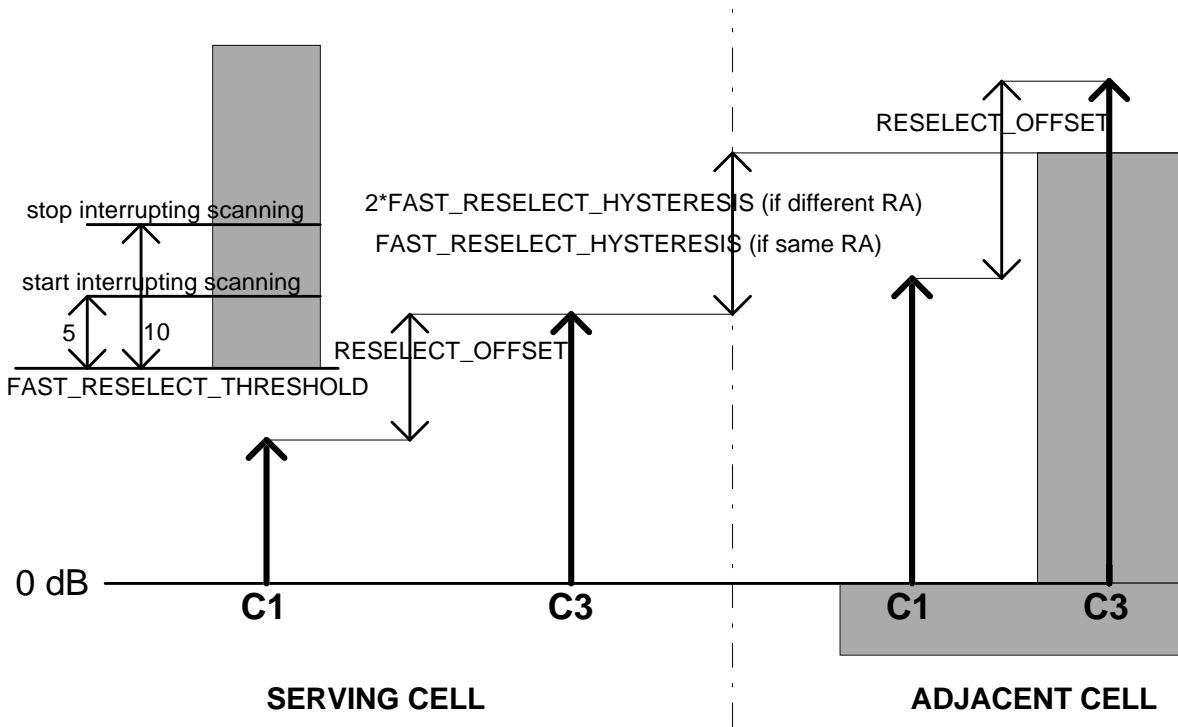 RESELECT_OFFSET
stop interrupting scanning
2*FAST_RESELECT_HYSTERESIS (if different RA)
FAST_RESELECT_HYSTERESIS (if same RA)
start interrupting scanning
5
10
RESELECT_OFFSET
FAST_RESELECT_THRESHOLD
0 dB
C1
C3
C1
C3
SERVING CELL
ADJACENT CELL